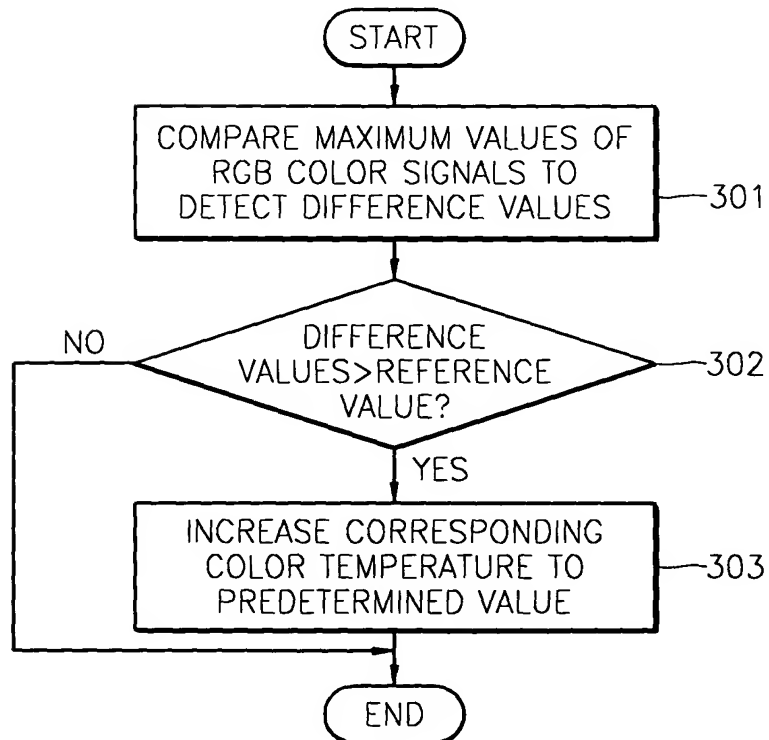 START
COMPARE MAXIMUM VALUES OF
RGB COLOR SIGNALS TO
DETECT DIFFERENCE VALUES
301
NO
DIFFERENCE
VALUES>REFERENCE
VALUE?
302
YES
INCREASE CORRESPONDING
COLOR TEMPERATURE TO
PREDETERMINED VALUE
303
END